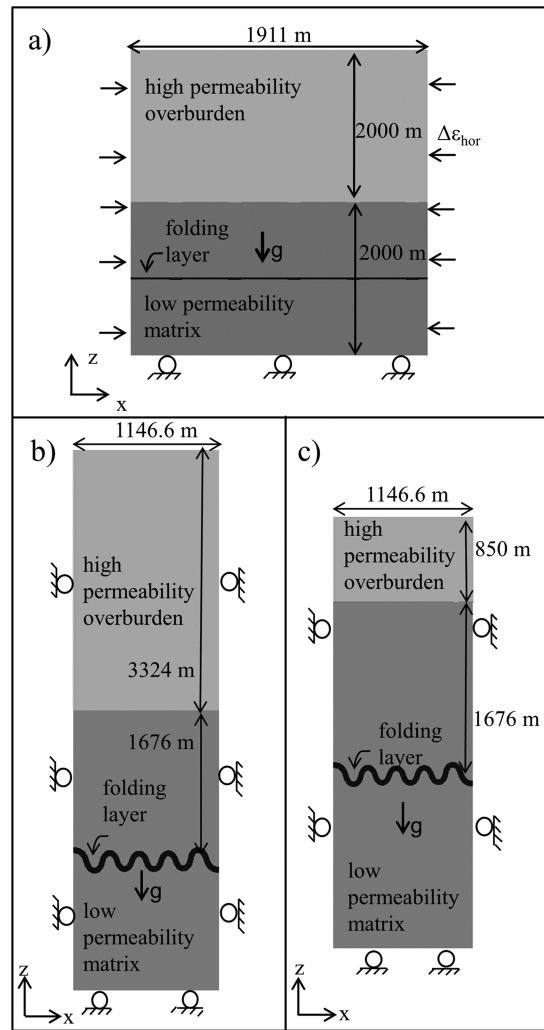 a)
1911 m
high permeability
overburden
2000 m
Δεhor
folding
layer
g
2000 m
low permeability
matrix
z
x
b)
1146.6 m
high
permeability
overburden
3324 m
1676 m
folding
layer
g
low
permeability
matrix
z
x
c)
1146.6 m
high
permeability
overburden
850 m
1676 m
folding
layer
g
low
permeability
matrix
z
x